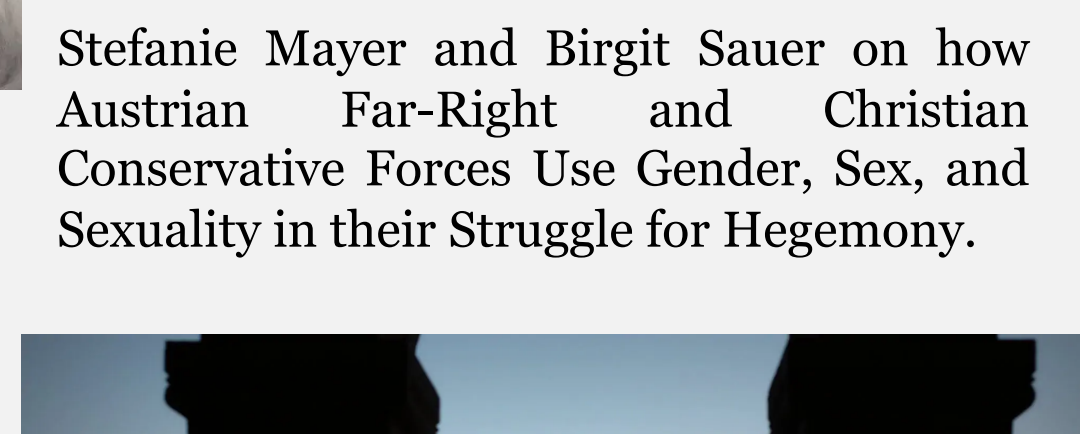 Stefanie Mayer and Birgit Sauer on how
Austrian Far-Right and Christian
Conservative Forces Use Gender, Sex, and
Sexuality in their Struggle for Hegemony.